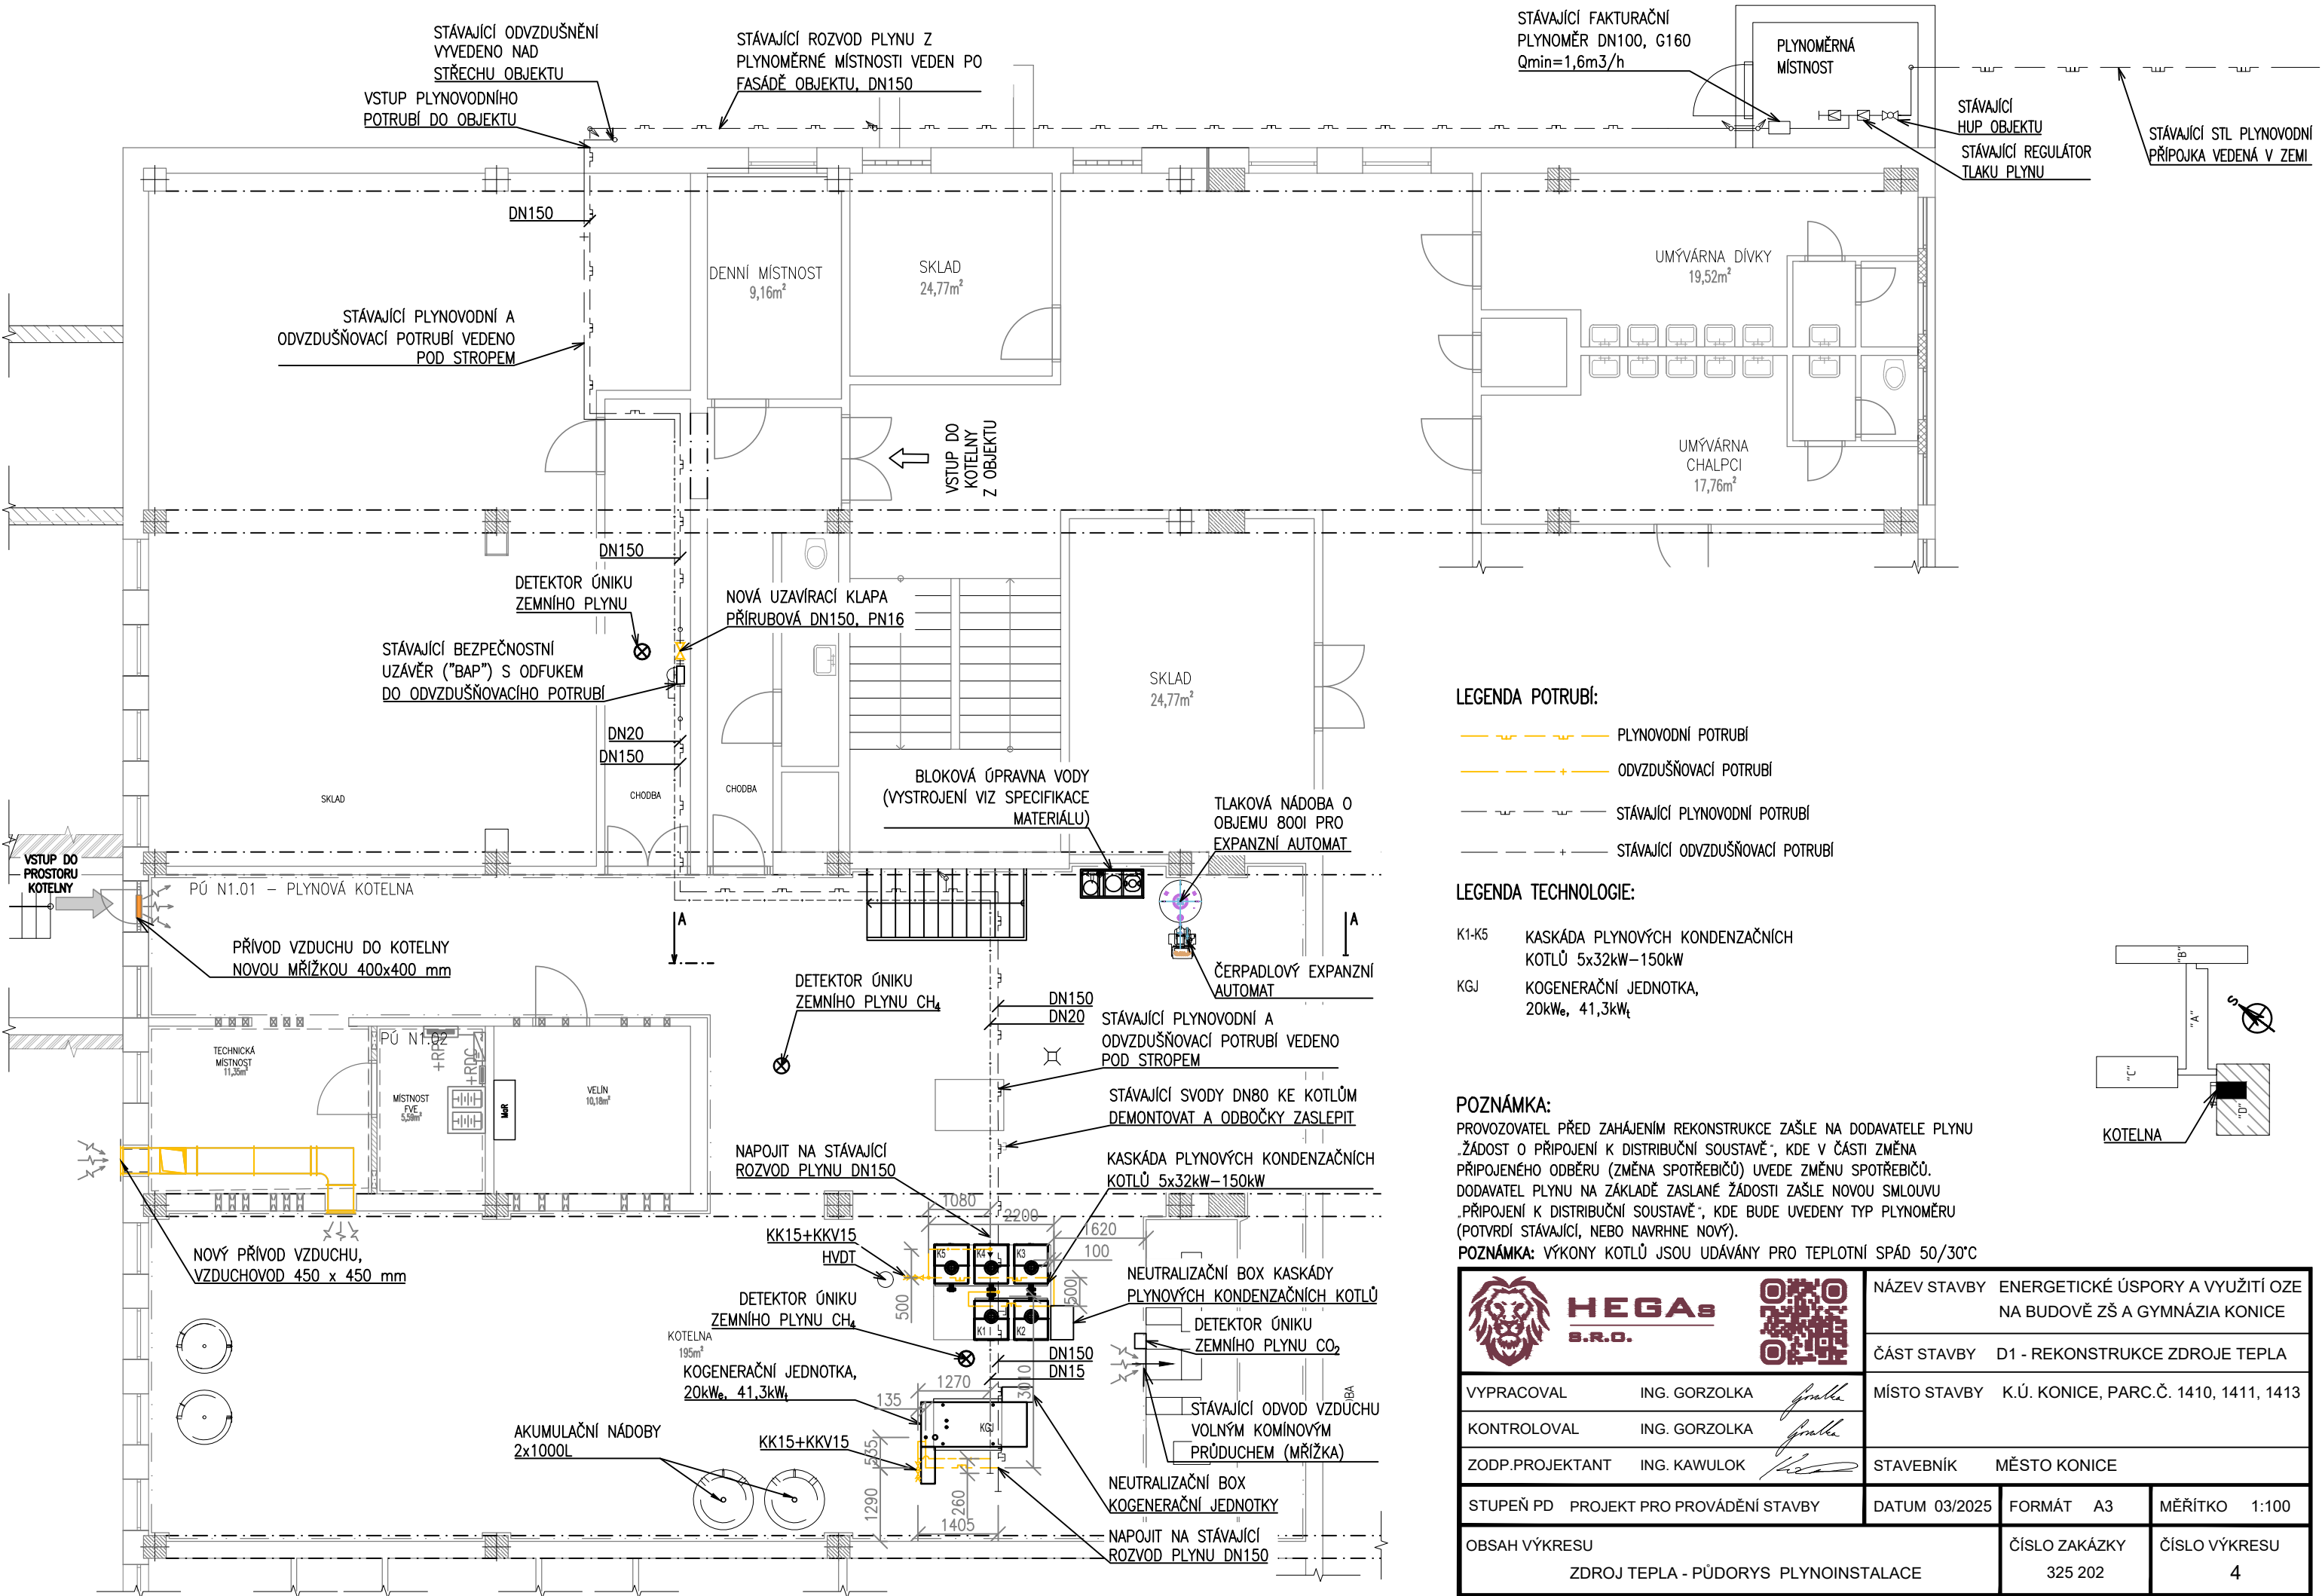 STÁVAJÍCÍ ODVZDUŠNĚNÍ
VYVEDENO NAD
STŘECHU OBJEKTU
VSTUP PLYNOVODNÍHO
POTRUBÍ DO OBJEKTU
STÁVAJÍCÍ ROZVOD PLYNU Z
PLYNOMĚRNÉ MÍSTNOSTI VEDEN PO
FASÁDĚ OBJEKTU, DN150
STÁVAJÍCÍ FAKTURAČNÍ
PLYNOMĚR DN100, G160
Qmin=1,6m3/h
PLYNOMĚRNÁ
MÍSTNOST
STÁVAJÍCÍ
HUP OBJEKTU
STÁVAJÍCÍ REGULÁTOR
TLAKU PLYNU
STÁVAJÍCÍ STL PLYNOVODNÍ
PŘÍPOJKA VEDENÁ V ZEMI
DN150
DENNÍ MÍSTNOST
9,16m²
SKLAD
24,77m²
UMÝVÁRNA DÍVKY
19,52m²
STÁVAJÍCÍ PLYNOVODNÍ A
ODVZDUŠŇOVACÍ POTRUBÍ VEDENO
POD STROPEM
VSTUP DO
KOTELNY
Z OBJEKTU
UMÝVÁRNA
CHALPCI
17,76m²
DN150
DETEKTOR ÚNIKU
ZEMNÍHO PLYNU
NOVÁ UZAVÍRACÍ KLAPA
PŘÍRUBOVÁ DN150, PN16
STÁVAJÍCÍ BEZPEČNOSTNÍ
UZÁVĚR ("BAP") S ODFUKEM
DO ODVZDUŠŇOVACÍHO POTRUBÍ
SKLAD
24,77m²
DN20
DN150
SKLAD
CHODBA
CHODBA
BLOKOVÁ ÚPRAVNA VODY
(VYSTROJENÍ VIZ SPECIFIKACE
MATERIÁLU)
TLAKOVÁ NÁDOBA O
OBJEMU 800l PRO
EXPANZNÍ AUTOMAT
LEGENDA POTRUBÍ:
PLYNOVODNÍ POTRUBÍ
ODVZDUŠŇOVACÍ POTRUBÍ
STÁVAJÍCÍ PLYNOVODNÍ POTRUBÍ
STÁVAJÍCÍ ODVZDUŠŇOVACÍ POTRUBÍ
LEGENDA TECHNOLOGIE:
K1-K5 KASKÁDA PLYNOVÝCH KONDENZAČNÍCH
KOTLŮ 5x32kW-150kW
KGJ KOGENERAČNÍ JEDNOTKA,
20kWe, 41,3kWt
VSTUP DO
PROSTORU
KOTELNY
PÚ N1.01 - PLYNOVÁ KOTELNA
PŘÍVOD VZDUCHU DO KOTELNY
NOVOU MŘÍŽKOU 400x400 mm
A
A
ČERPADLOVÝ EXPANZNÍ
AUTOMAT
DETEKTOR ÚNIKU
ZEMNÍHO PLYNU CH4
DN150
DN20
STÁVAJÍCÍ PLYNOVODNÍ A
ODVZDUŠŇOVACÍ POTRUBÍ VEDENO
POD STROPEM
TECHNICKÁ
MÍSTNOST
11,35m²
PÚ N1.02
+RDC
MÍSTNOST
FVE
5,59m²
MaR
VELÍN
10,18m²
STÁVAJÍCÍ SVODY DN80 KE KOTLŮM
DEMONTOVAT A ODBOČKY ZASLEPIT
NAPOJIT NA STÁVAJÍCÍ
ROZVOD PLYNU DN150
KASKÁDA PLYNOVÝCH KONDENZAČNÍCH
KOTLŮ 5x32kW-150kW
"B"
"A"
"C"
"D"
S
KOTELNA
POZNÁMKA:
PROVOZOVATEL PŘED ZAHÁJENÍM REKONSTRUKCE ZAŠLE NA DODAVATELE PLYNU
„ŽÁDOST O PŘIPOJENÍ K DISTRIBUČNÍ SOUSTAVĚ", KDE V ČÁSTI ZMĚNA
PŘIPOJENÉHO ODBĚRU (ZMĚNA SPOTŘEBIČŮ) UVEDE ZMĚNU SPOTŘEBIČŮ.
DODAVATEL PLYNU NA ZÁKLADĚ ZASLANÉ ŽÁDOSTI ZAŠLE NOVOU SMLOUVU
„PŘIPOJENÍ K DISTRIBUČNÍ SOUSTAVĚ", KDE BUDE UVEDENY TYP PLYNOMĚRU
(POTVRDÍ STÁVAJÍCÍ, NEBO NAVRHNE NOVÝ).
POZNÁMKA: VÝKONY KOTLŮ JSOU UDÁVÁNY PRO TEPLOTNÍ SPÁD 50/30°C
NOVÝ PŘÍVOD VZDUCHU,
VZDUCHOVOD 450 x 450 mm
1080
2200
1620
100
KK15+KKV15
HVDT
K5
K4
K3
K1
K2
500
500
NEUTRALIZAČNÍ BOX KASKÁDY
PLYNOVÝCH KONDENZAČNÍCH KOTLŮ
DETEKTOR ÚNIKU
ZEMNÍHO PLYNU CH4
DETEKTOR ÚNIKU
ZEMNÍHO PLYNU CO2
KOTELNA
195m²
DN150
DN15
KOGENERAČNÍ JEDNOTKA,
20kWe, 41,3kWt
1270
135
3010
KGJ
STÁVAJÍCÍ ODVOD VZDUCHU
VOLNÝM KOMÍNOVÝM
PRŮDUCHEM (MŘÍŽKA)
AKUMULAČNÍ NÁDOBY
2x1000L
KK15+KKV15
535
1290
260
1405
NEUTRALIZAČNÍ BOX
KOGENERAČNÍ JEDNOTKY
NAPOJIT NA STÁVAJÍCÍ
ROZVOD PLYNU DN150
HEGAs
S.R.O.
NÁZEV STAVBY ENERGETICKÉ ÚSPORY A VYUŽITÍ OZE
NA BUDOVĚ ZŠ A GYMNÁZIA KONICE
ČÁST STAVBY D1 - REKONSTRUKCE ZDROJE TEPLA
VYPRACOVAL ING. GORZOLKA
MÍSTO STAVBY K.Ú. KONICE, PARC.Č. 1410, 1411, 1413
KONTROLOVAL ING. GORZOLKA
ZODP.PROJEKTANT ING. KAWULOK
STAVEBNÍK MĚSTO KONICE
STUPEŇ PD PROJEKT PRO PROVÁDĚNÍ STAVBY
DATUM 03/2025
FORMÁT A3
MĚŘÍTKO 1:100
OBSAH VÝKRESU
ZDROJ TEPLA - PŮDORYS PLYNOINSTALACE
ČÍSLO ZAKÁZKY
325 202
ČÍSLO VÝKRESU
4